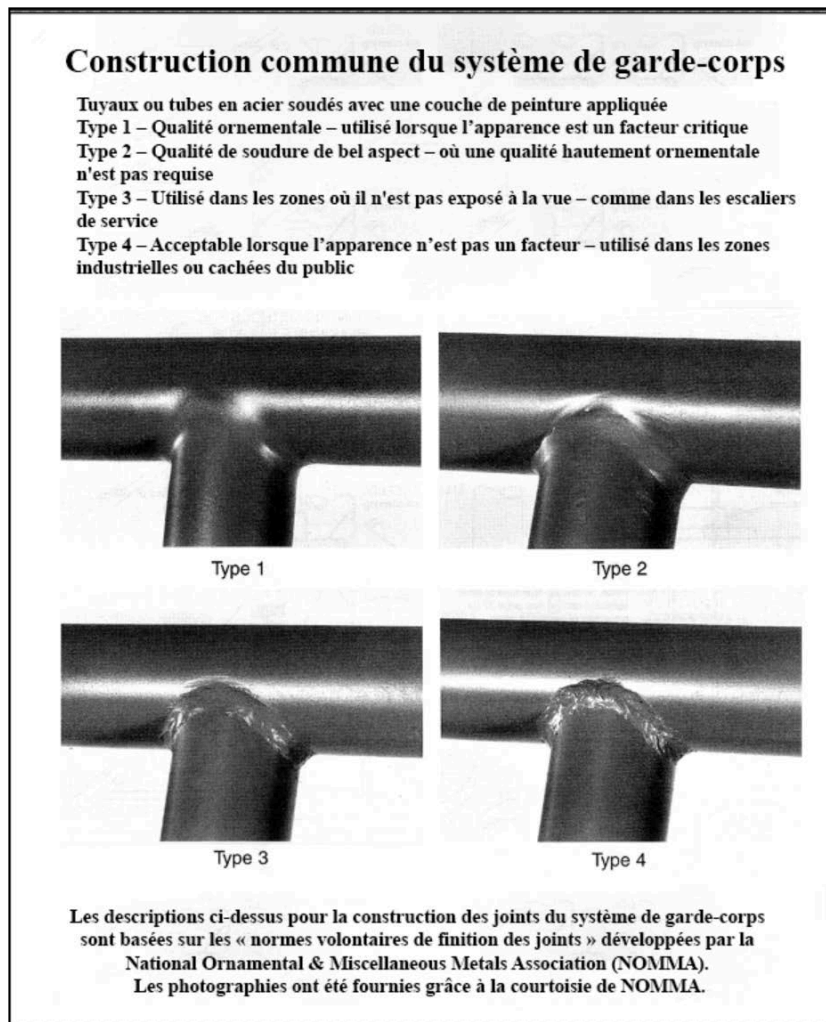 Construction commune du système de garde-corps
Tuyaux ou tubes en acier soudés avec une couche de peinture appliquée
Type 1 – Qualité ornementale – utilisé lorsque l’apparence est un facteur critique
Type 2 – Qualité de soudure de bel aspect – où une qualité hautement ornementale
n'est pas requise
Type 3 – Utilisé dans les zones où il n'est pas exposé à la vue – comme dans les escaliers
de service
Type 4 – Acceptable lorsque l’apparence n’est pas un facteur – utilisé dans les zones
industrielles ou cachées du public
Type 1
Type 2
Type 3
Type 4
Les descriptions ci-dessus pour la construction des joints du système de garde-corps
sont basées sur les « normes volontaires de finition des joints » développées par la
National Ornamental & Miscellaneous Metals Association (NOMMA).
Les photographies ont été fournies grâce à la courtoisie de NOMMA.